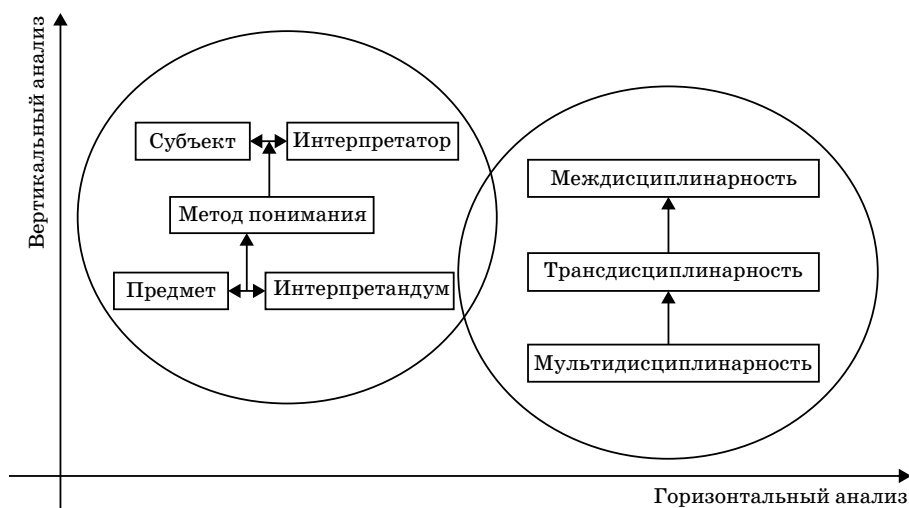 Вертикальный анализ
Субъект
Интерпретатор
Метод понимания
Предмет
Интерпретандум
Междисциплинарность
Трансдисциплинарность
Мультидисциплинарность
Горизонтальный анализ